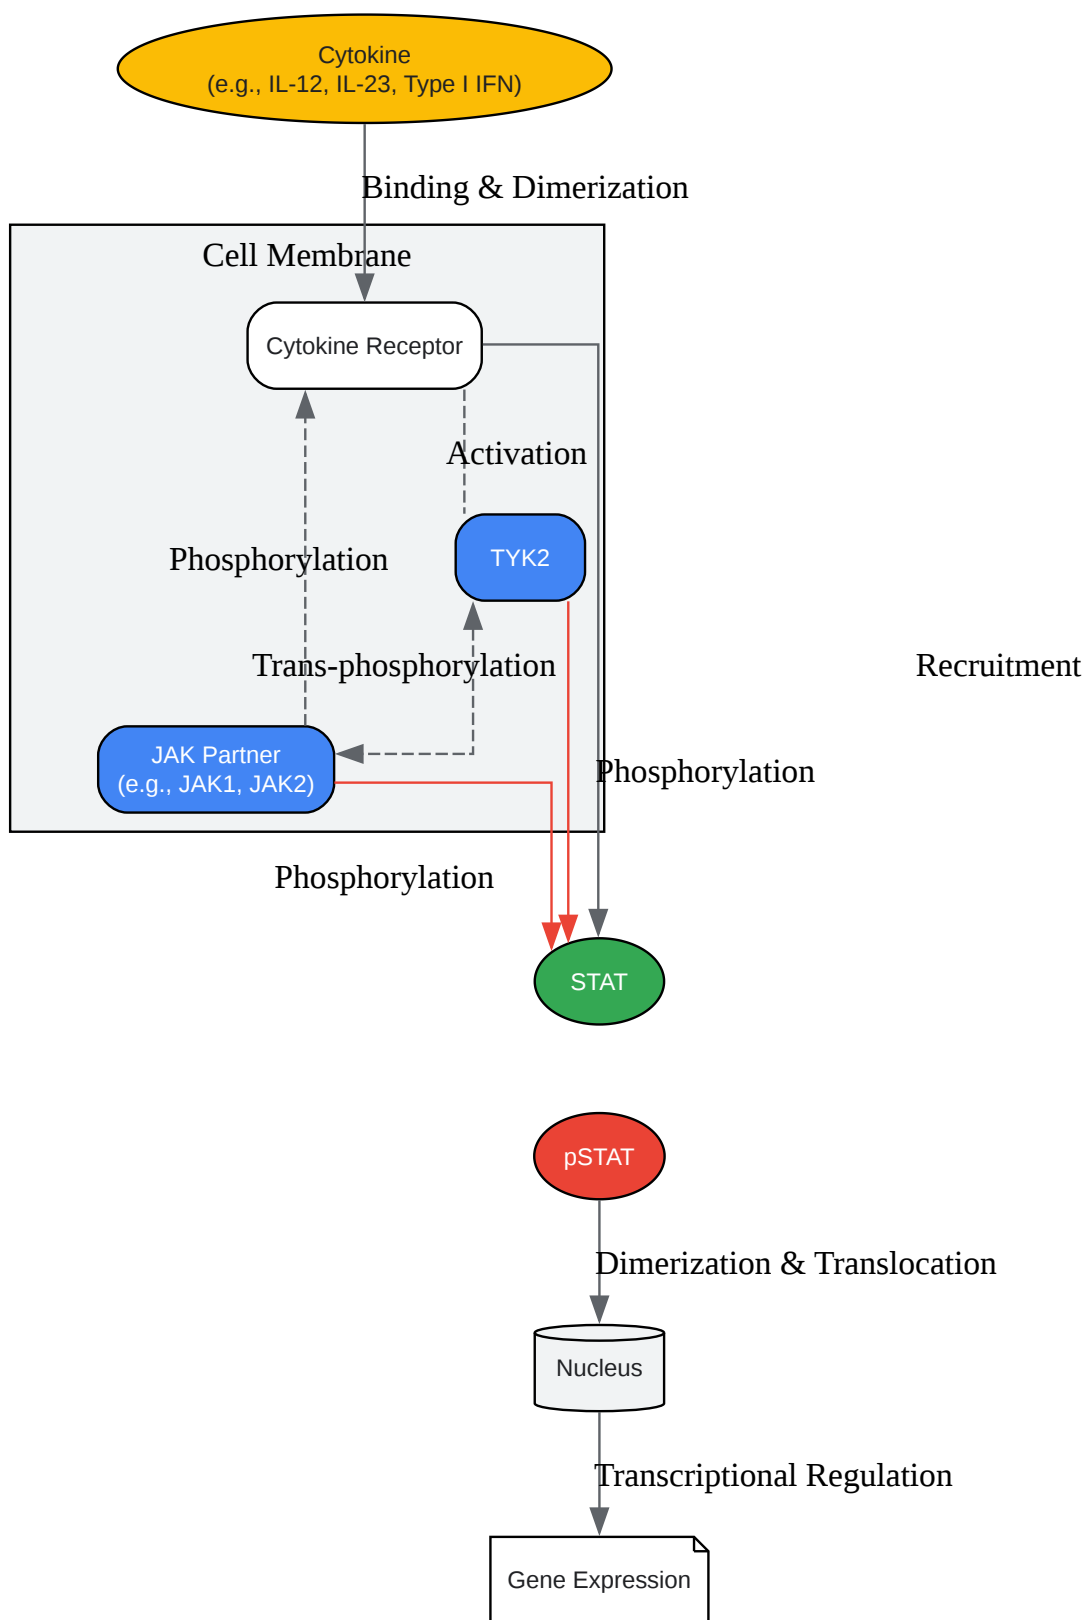 Cytokine
(e.g., IL-12, IL-23, Type I IFN)
Binding & Dimerization
Cell Membrane
Cytokine Receptor
Activation
Phosphorylation
TYK2
Trans-phosphorylation
Recruitment
JAK Partner
(e.g., JAK1, JAK2)
Phosphorylation
Phosphorylation
STAT
pSTAT
Dimerization & Translocation
Nucleus
Transcriptional Regulation
Gene Expression